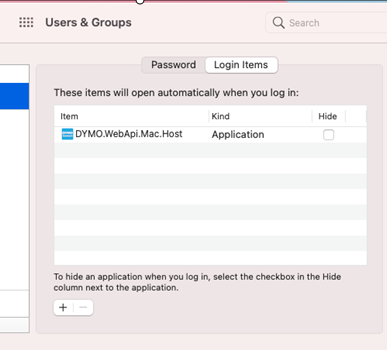 Users & Groups
Search
Password
Login Items
These items will open automatically when you log in:
Item Kind Hide
DYMO.WebApi.Mac.Host Application
To hide an application when you log in, select the checkbox in the Hide
column next to the application.